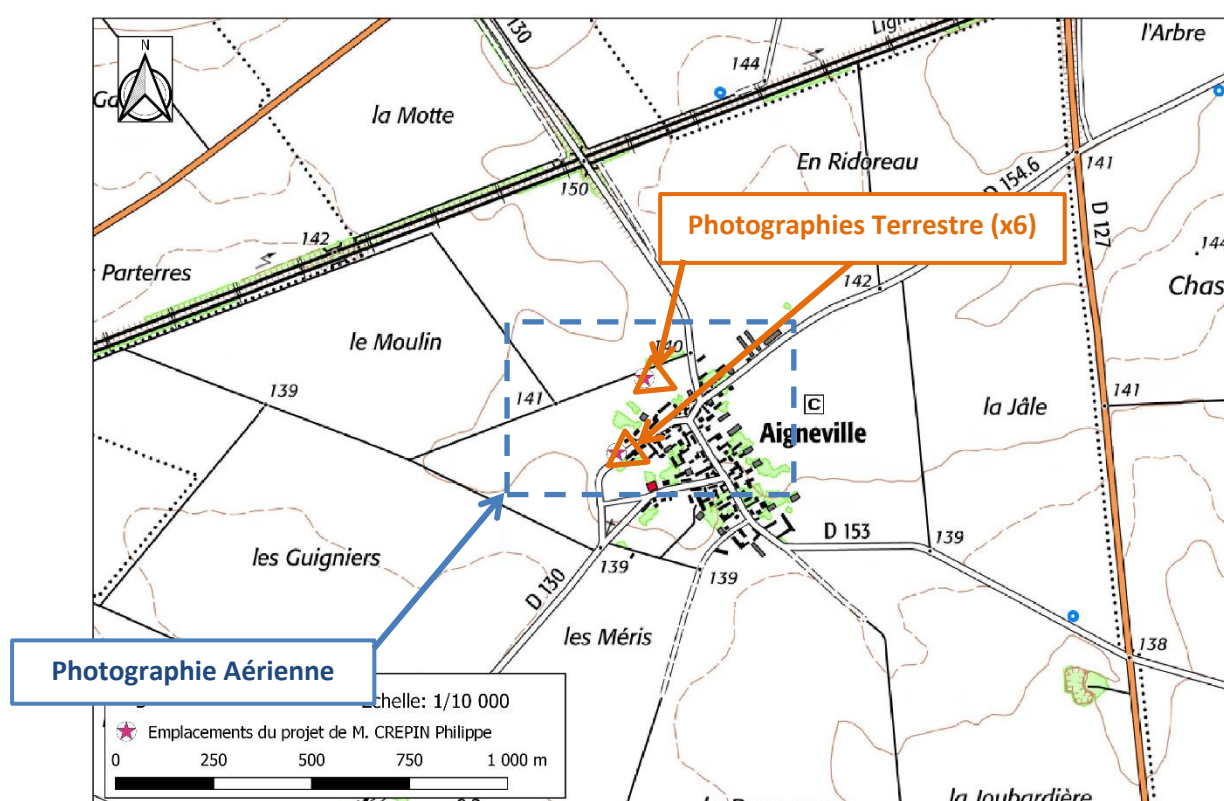 130
Lign
l'Arbre
N
144
la Motte
En Ridoreau
D 154.6
141
150
Photographies Terrestre (x6)
D 127
142
Parterres
142
144
Chas
le Moulin
140
139
141
C
141
la Jâle
Aigneville
les Guigniers
D 153
139
139
139
D 130
les Méris
138
Photographie Aérienne
chelle: 1/10 000
Emplacements du projet de M. CREPIN Philippe
0 250 500 750 1 000 m
la Joubardière